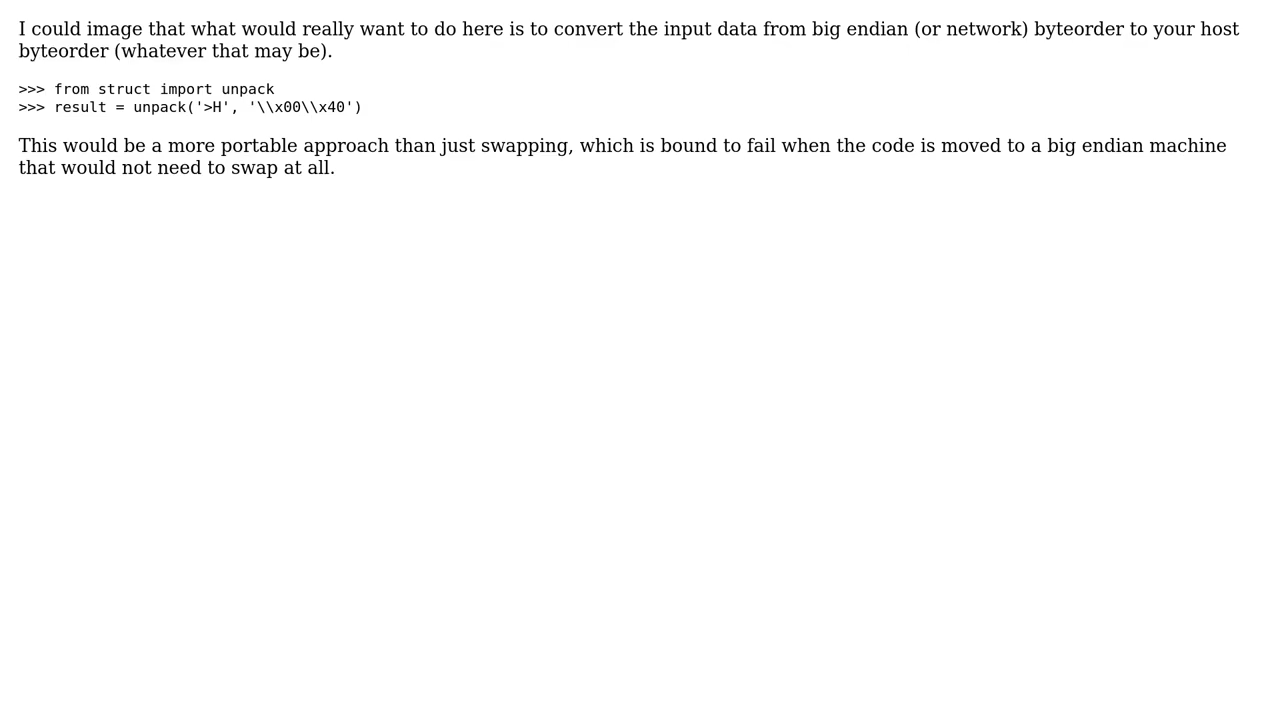 I could image that what would really want to do here is to convert the input data from big endian (or network) byteorder to your host
byteorder (whatever that may be).
>>> from struct import unpack
>>> result = unpack('>H', '\\x00\\x40')
This would be a more portable approach than just swapping, which is bound to fail when the code is moved to a big endian machine
that would not need to swap at all.